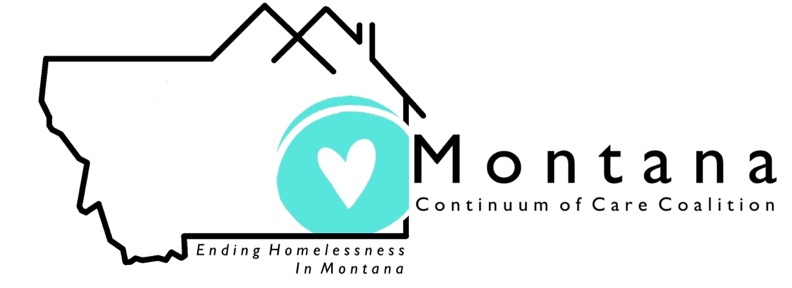 Montana
Continuum of Care Coalition
Ending Homelessness
In Montana